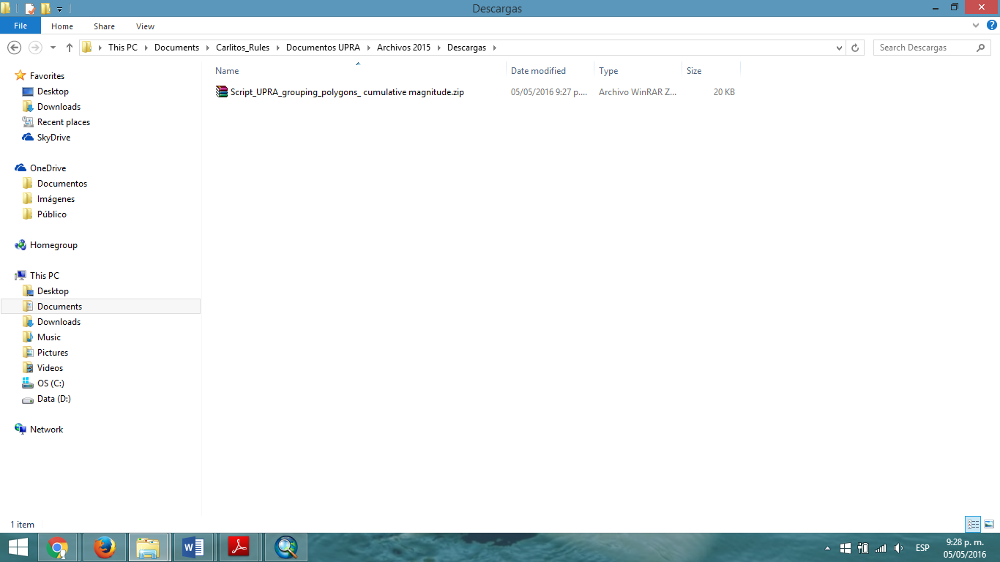 Descargas
File Home Share View
This PC Documents Carlitos_Rules Documentos UPRA Archivos 2015 Descargas
Search Descargas
Name Date modified Type Size
Script_UPRA_grouping_polygons_ cumulative magnitude.zip 05/05/2016 9:27 p.... Archivo WinRAR Z... 20 KB
Favorites
Desktop
Downloads
Recent places
SkyDrive
OneDrive
Documentos
Imágenes
Público
Homegroup
This PC
Desktop
Documents
Downloads
Music
Pictures
Videos
OS (C:)
Data (D:)
Network
1 item
ESP
9:28 p. m.
05/05/2016